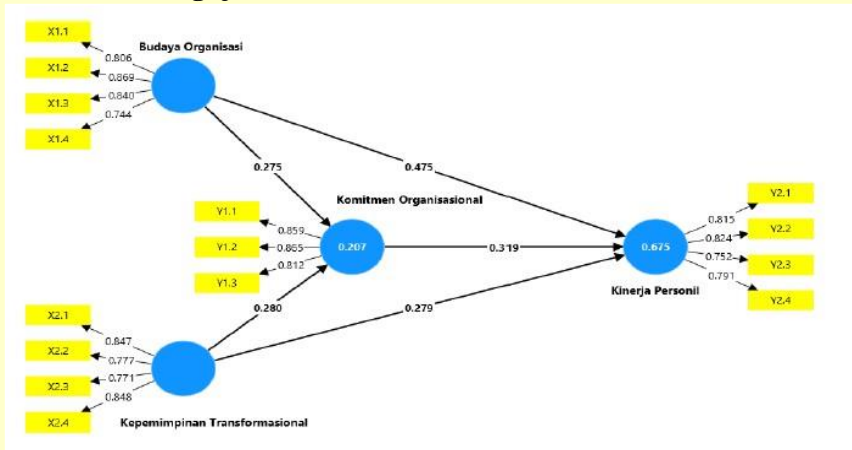 X1.1
X1.2
X1.3
X1.4
Budaya Organisasi
0.806
0.869
0.840
0.744
0.275
0.475
Komitmen Organisasional
Y1.1
Y1.2
Y1.3
0.859
0.865
0.812
0.207
0.319
0.675
Kinerja Personil
0.815
0.824
0.752
0.791
Y2.1
Y2.2
Y2.3
Y2.4
0.280
0.279
X2.1
X2.2
X2.3
X2.4
0.847
0.777
0.771
0.848
Kepemimpinan Transformasional